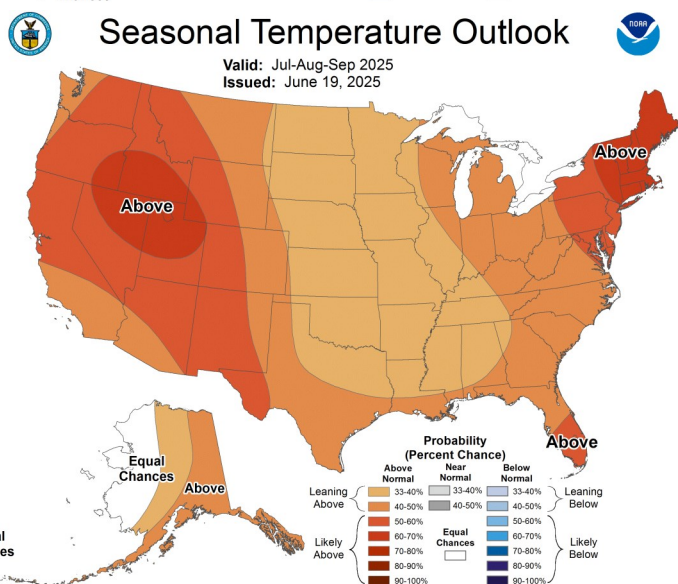 Seasonal Temperature Outlook
NOAA
Valid: Jul-Aug-Sep 2025
Issued: June 19, 2025
Above
Above
Above
Equal
Chances
Above
Probability
(Percent Chance)
Above
Normal
Near
Normal
Below
Normal
Leaning
Above
33-40%
40-50%
33-40%
40-50%
33-40%
40-50%
Leaning
Below
Likely
Above
50-60%
60-70%
70-80%
80-90%
90-100%
Equal
Chances
50-60%
60-70%
70-80%
80-90%
90-100%
Likely
Below